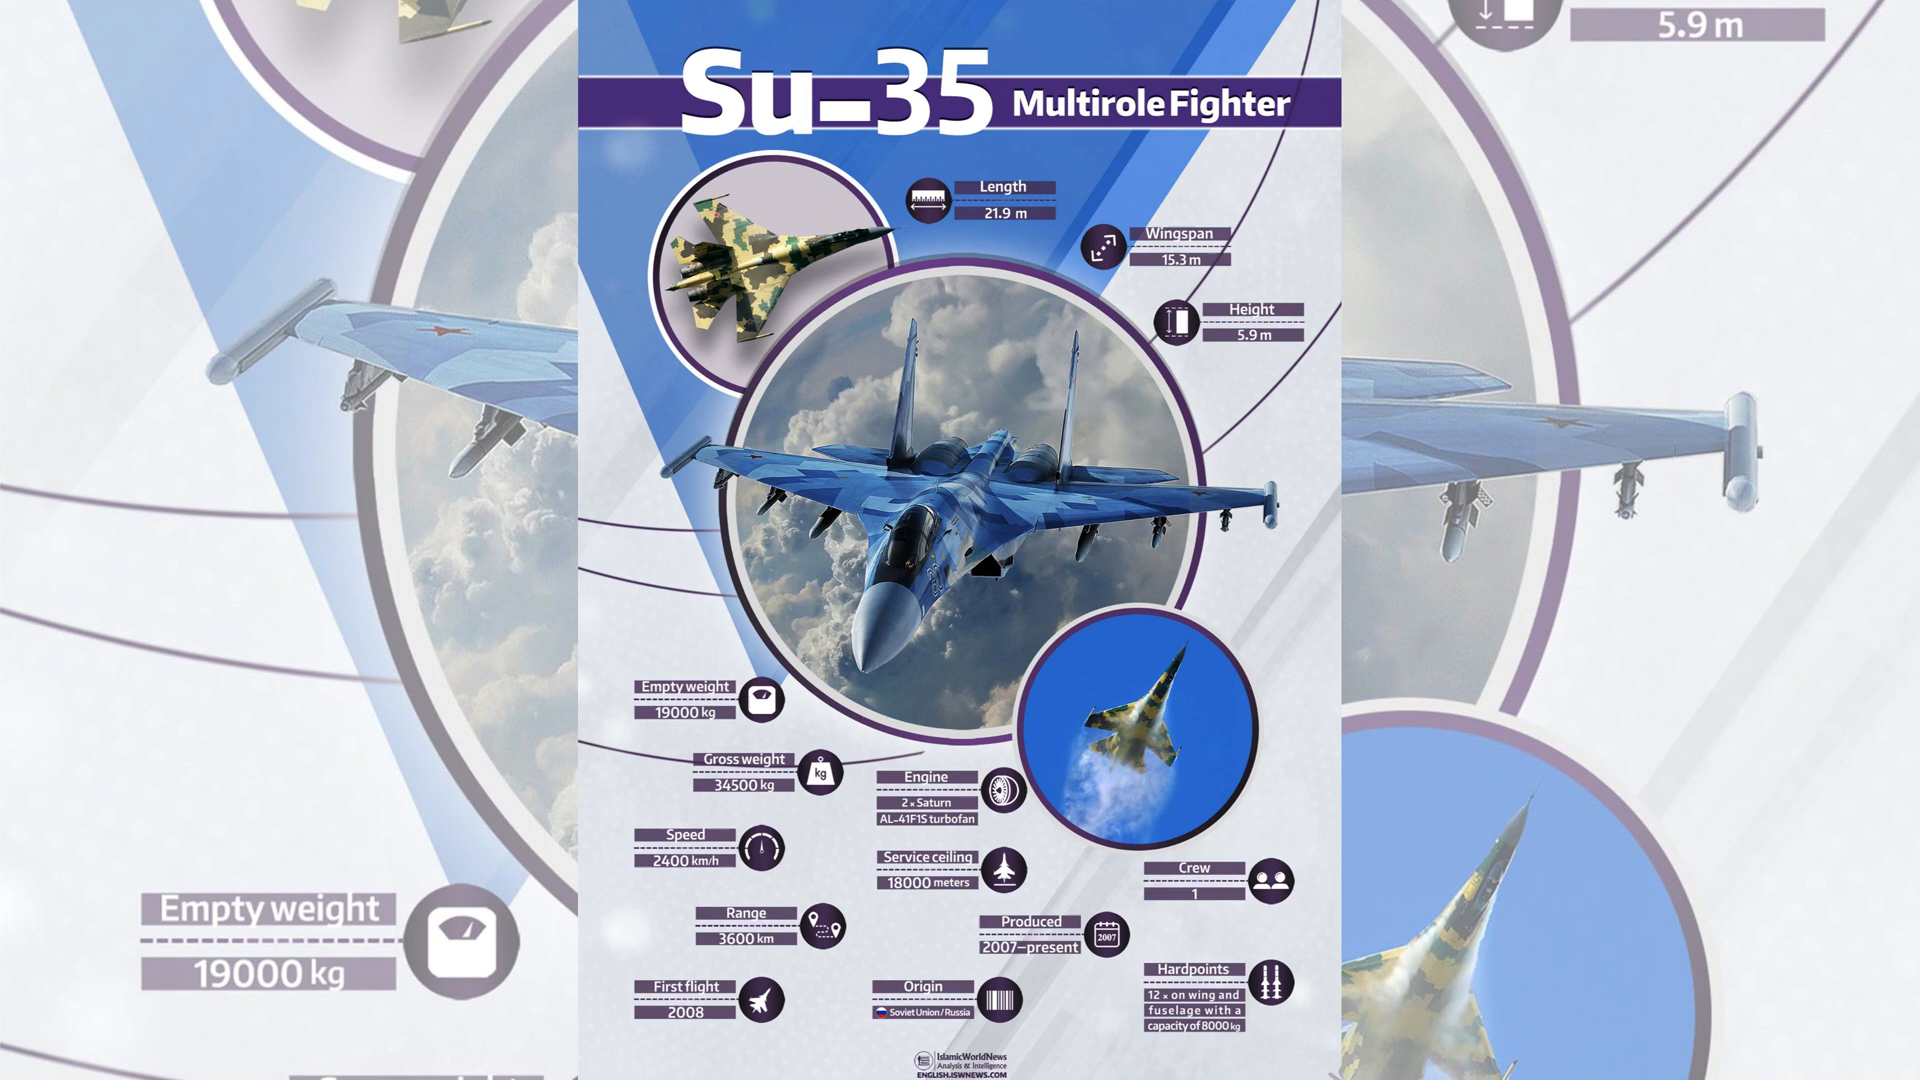 5.9 m
Su-35 Multirole Fighter
Length
21.9 m
Wingspan
15.3 m
Height
5.9 m
Empty weight
19000 kg
Gross weight
34500 kg
kg
Engine
2 × Saturn
AL-41F1S turbofan
Speed
2400 km/h
Service ceiling
18000 meters
Crew
1
Range
3600 km
Produced
2007-present
2007
Hardpoints
12 × on wing and
fuselage with a
capacity of 8000 kg
First flight
2008
Origin
Soviet Union / Russia
Empty weight
19000 kg
IslamicWorldNews
Analysis & Intelligence
ENGLISH.ISWNEWS.COM